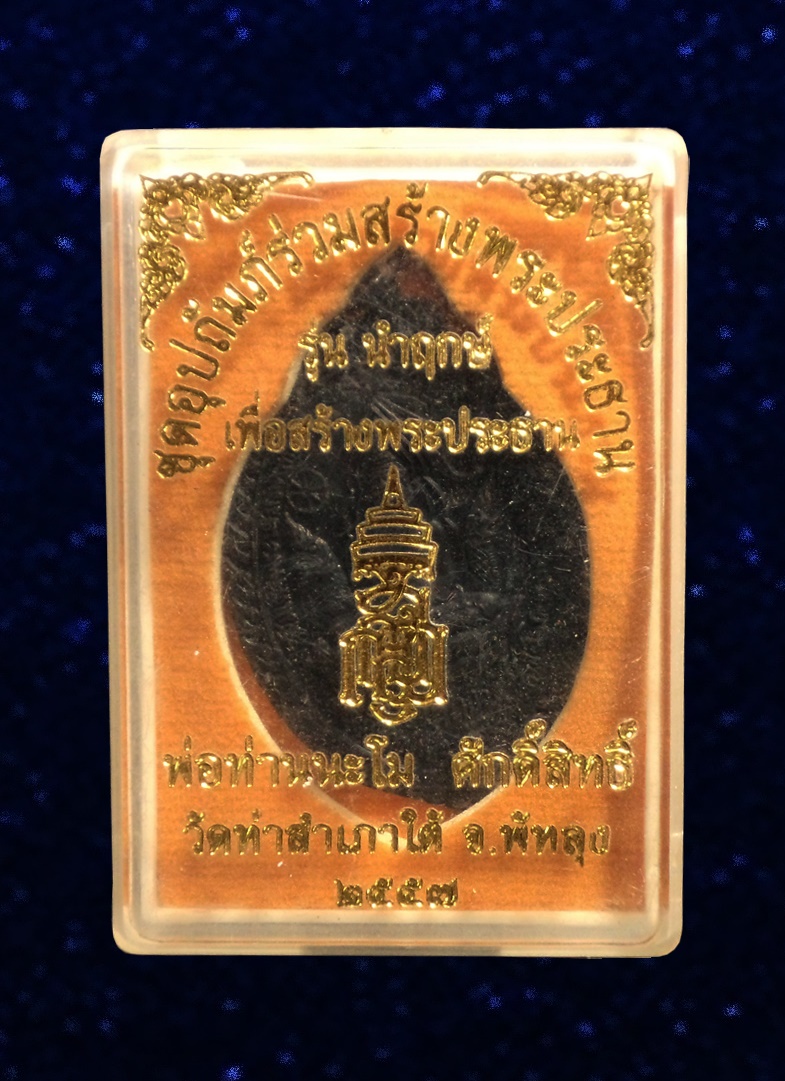 ชุดอุปถัมภ์ร่วมสร้างพระประธาน
รุ่น นำฤกษ์
เพื่อสร้างพระประธาน
พ่อท่านนะโม ศักดิ์สิทธิ์
วัดท่าสำเภาใต้ จ.พัทลุง
๒๕๕๗